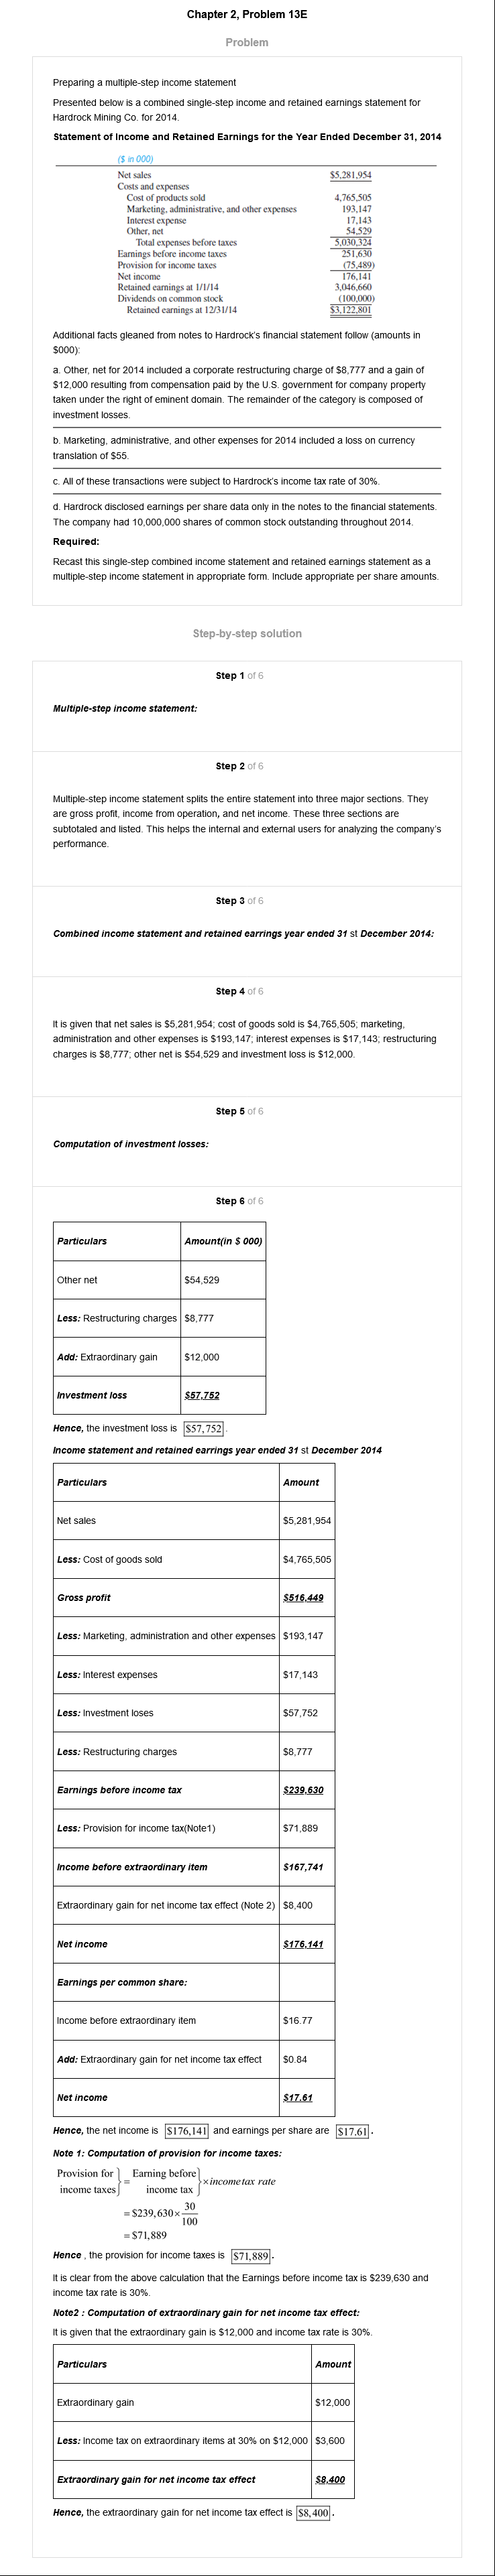 Chapter 2, Problem 13E
Problem
Preparing a multiple-step income statement
Presented below is a combined single-step income and retained earnings statement for
Hardrock Mining Co. for 2014.
Statement of Income and Retained Earnings for the Year Ended December 31, 2014
($ in 000)
Net sales $5,281,954
Costs and expenses
Cost of products sold 4,765,505
Marketing, administrative, and other expenses 193,147
Interest expense 17,143
Other, net 54,529
Total expenses before taxes 5,030,324
Earnings before income taxes 251,630
Provision for income taxes (75,489)
Net income 176,141
Retained earnings at 1/1/14 3,046,660
Dividends on common stock (100,000)
Retained earnings at 12/31/14 $3,122,801
Additional facts gleaned from notes to Hardrock's financial statement follow (amounts in
$000):
a. Other, net for 2014 included a corporate restructuring charge of $8,777 and a gain of
$12,000 resulting from compensation paid by the U.S. government for company property
taken under the right of eminent domain. The remainder of the category is composed of
investment losses.
b. Marketing, administrative, and other expenses for 2014 included a loss on currency
translation of $55.
c. All of these transactions were subject to Hardrock's income tax rate of 30%.
d. Hardrock disclosed earnings per share data only in the notes to the financial statements.
The company had 10,000,000 shares of common stock outstanding throughout 2014.
Required:
Recast this single-step combined income statement and retained earnings statement as a
multiple-step income statement in appropriate form. Include appropriate per share amounts.
Step-by-step solution
Step 1 of 6
Multiple-step income statement:
Step 2 of 6
Multiple-step income statement splits the entire statement into three major sections. They
are gross profit, income from operation, and net income. These three sections are
subtotaled and listed. This helps the internal and external users for analyzing the company's
performance.
Step 3 of 6
Combined income statement and retained earrings year ended 31 st December 2014:
Step 4 of 6
It is given that net sales is $5,281,954; cost of goods sold is $4,765,505; marketing,
administration and other expenses is $193,147; interest expenses is $17,143; restructuring
charges is $8,777; other net is $54,529 and investment loss is $12,000.
Step 5 of 6
Computation of investment losses:
Step 6 of 6
Particulars Amount(in $ 000)
Other net $54,529
Less: Restructuring charges $8,777
Add: Extraordinary gain $12,000
Investment loss $57,752
Hence, the investment loss is $57,752.
Income statement and retained earrings year ended 31 st December 2014
Particulars Amount
Net sales $5,281,954
Less: Cost of goods sold $4,765,505
Gross profit $516,449
Less: Marketing, administration and other expenses $193,147
Less: Interest expenses $17,143
Less: Investment loses $57,752
Less: Restructuring charges $8,777
Earnings before income tax $239,630
Less: Provision for income tax(Note1) $71,889
Income before extraordinary item $167,741
Extraordinary gain for net income tax effect (Note 2) $8,400
Net income $176,141
Earnings per common share:
Income before extraordinary item $16.77
Add: Extraordinary gain for net income tax effect $0.84
Net income $17.61
Hence, the net income is $176,141 and earnings per share are $17.61.
Note 1: Computation of provision for income taxes:
Provision for } = Earning before }
income taxes } income tax } × income tax rate
= $239,630 × 30/100
= $71,889
Hence , the provision for income taxes is $71,889.
It is clear from the above calculation that the Earnings before income tax is $239,630 and
income tax rate is 30%.
Note2 : Computation of extraordinary gain for net income tax effect:
It is given that the extraordinary gain is $12,000 and income tax rate is 30%.
Particulars Amount
Extraordinary gain $12,000
Less: Income tax on extraordinary items at 30% on $12,000 $3,600
Extraordinary gain for net income tax effect $8,400
Hence, the extraordinary gain for net income tax effect is $8,400.